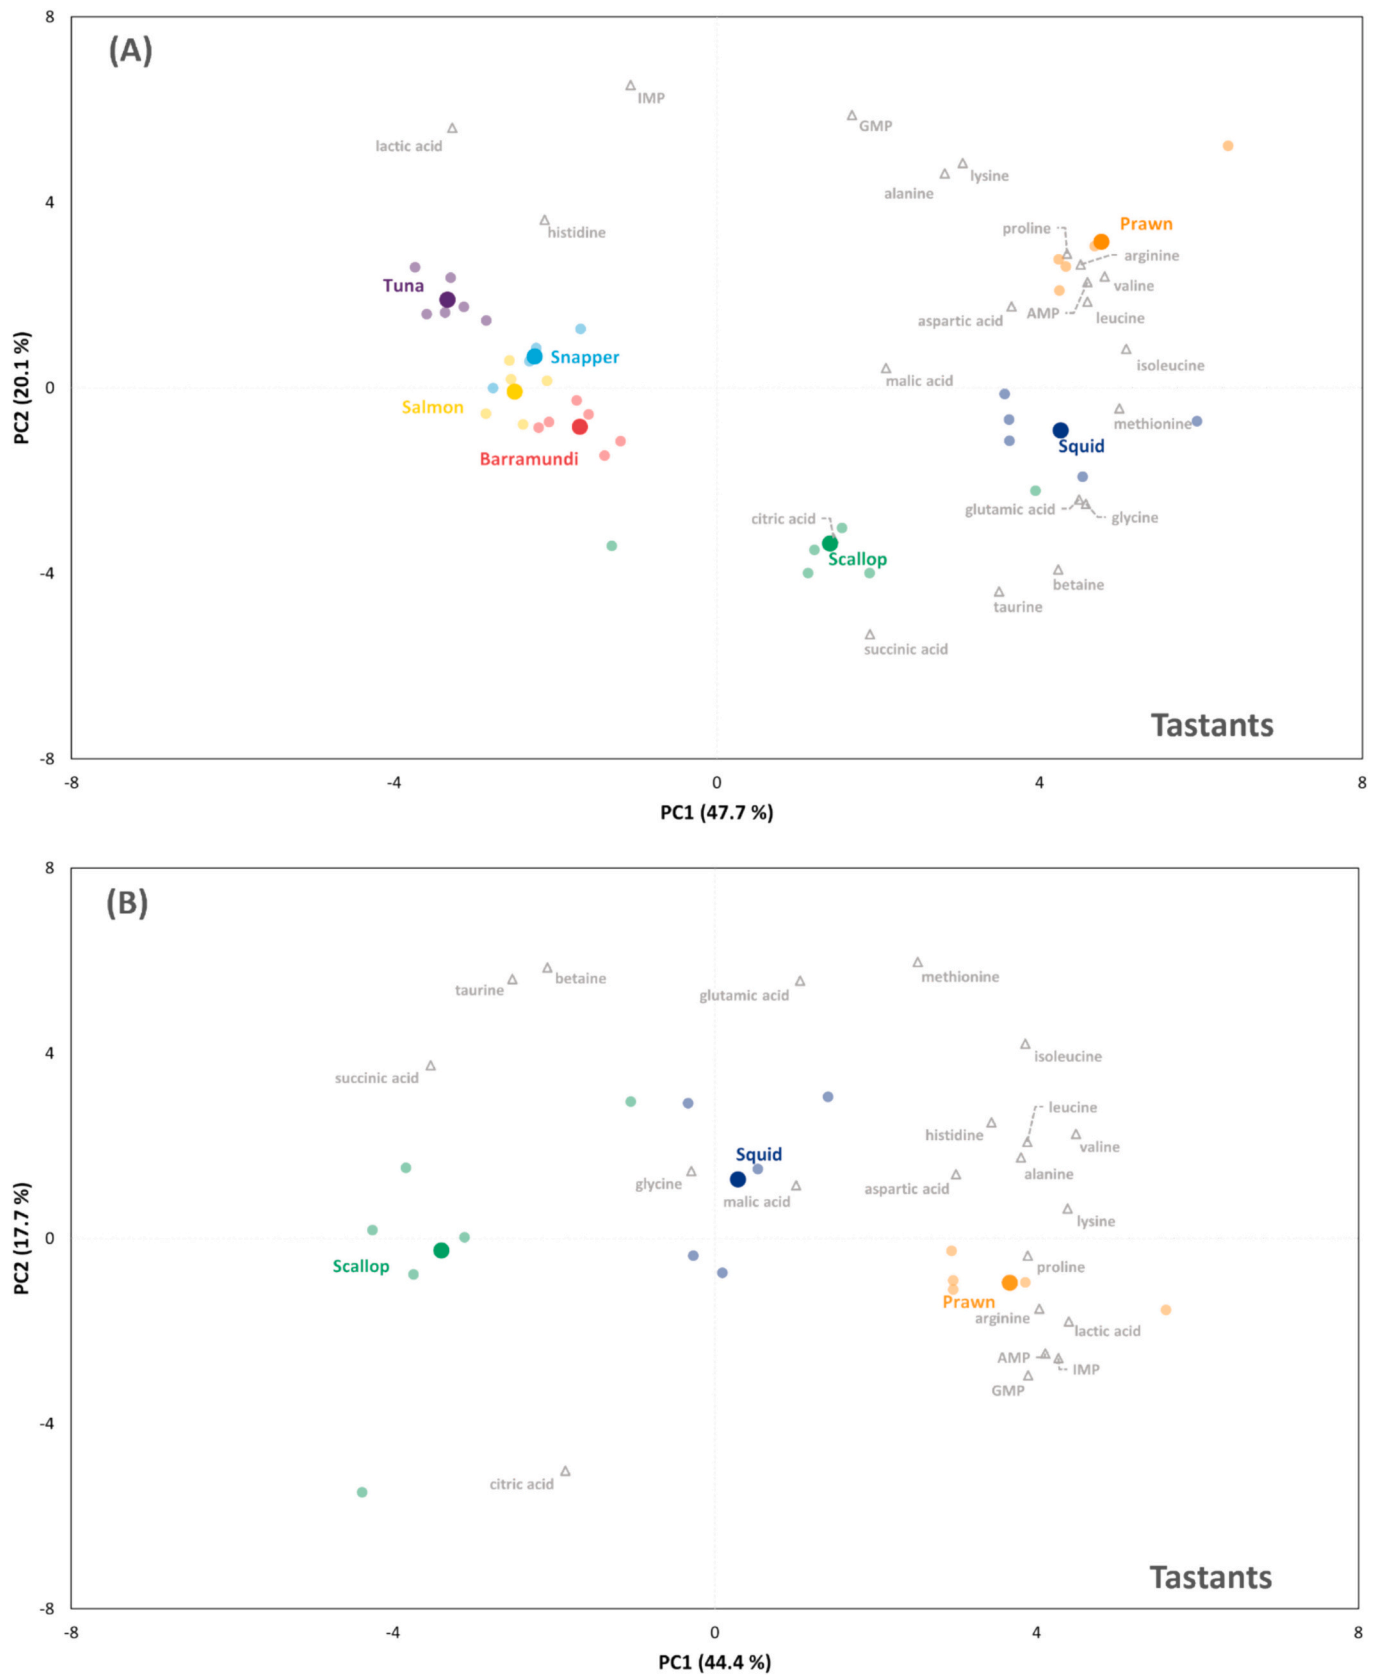 8
(A)
IMP
GMP
lactic acid
lysine
alanine
4
Prawn
proline
histidine
arginine
Tuna
valine
AMP
aspartic acid
leucine
Snapper
isoleucine
malic acid
0
Salmon
methionine
Squid
Barramundi
glutamic acid
glycine
citric acid
Scallop
-4
betaine
taurine
succinic acid
Tastants
-8
PC2 (20.1 %)
-8
-4
0
4
8
PC1 (47.7 %)
8
(B)
methionine
betaine
taurine
glutamic acid
4
isoleucine
succinic acid
leucine
histidine
valine
Squid
alanine
glycine
aspartic acid
malic acid
lysine
0
Scallop
proline
Prawn
arginine
lactic acid
AMP
IMP
GMP
-4
citric acid
Tastants
-8
PC2 (17.7 %)
-8
-4
0
4
8
PC1 (44.4 %)